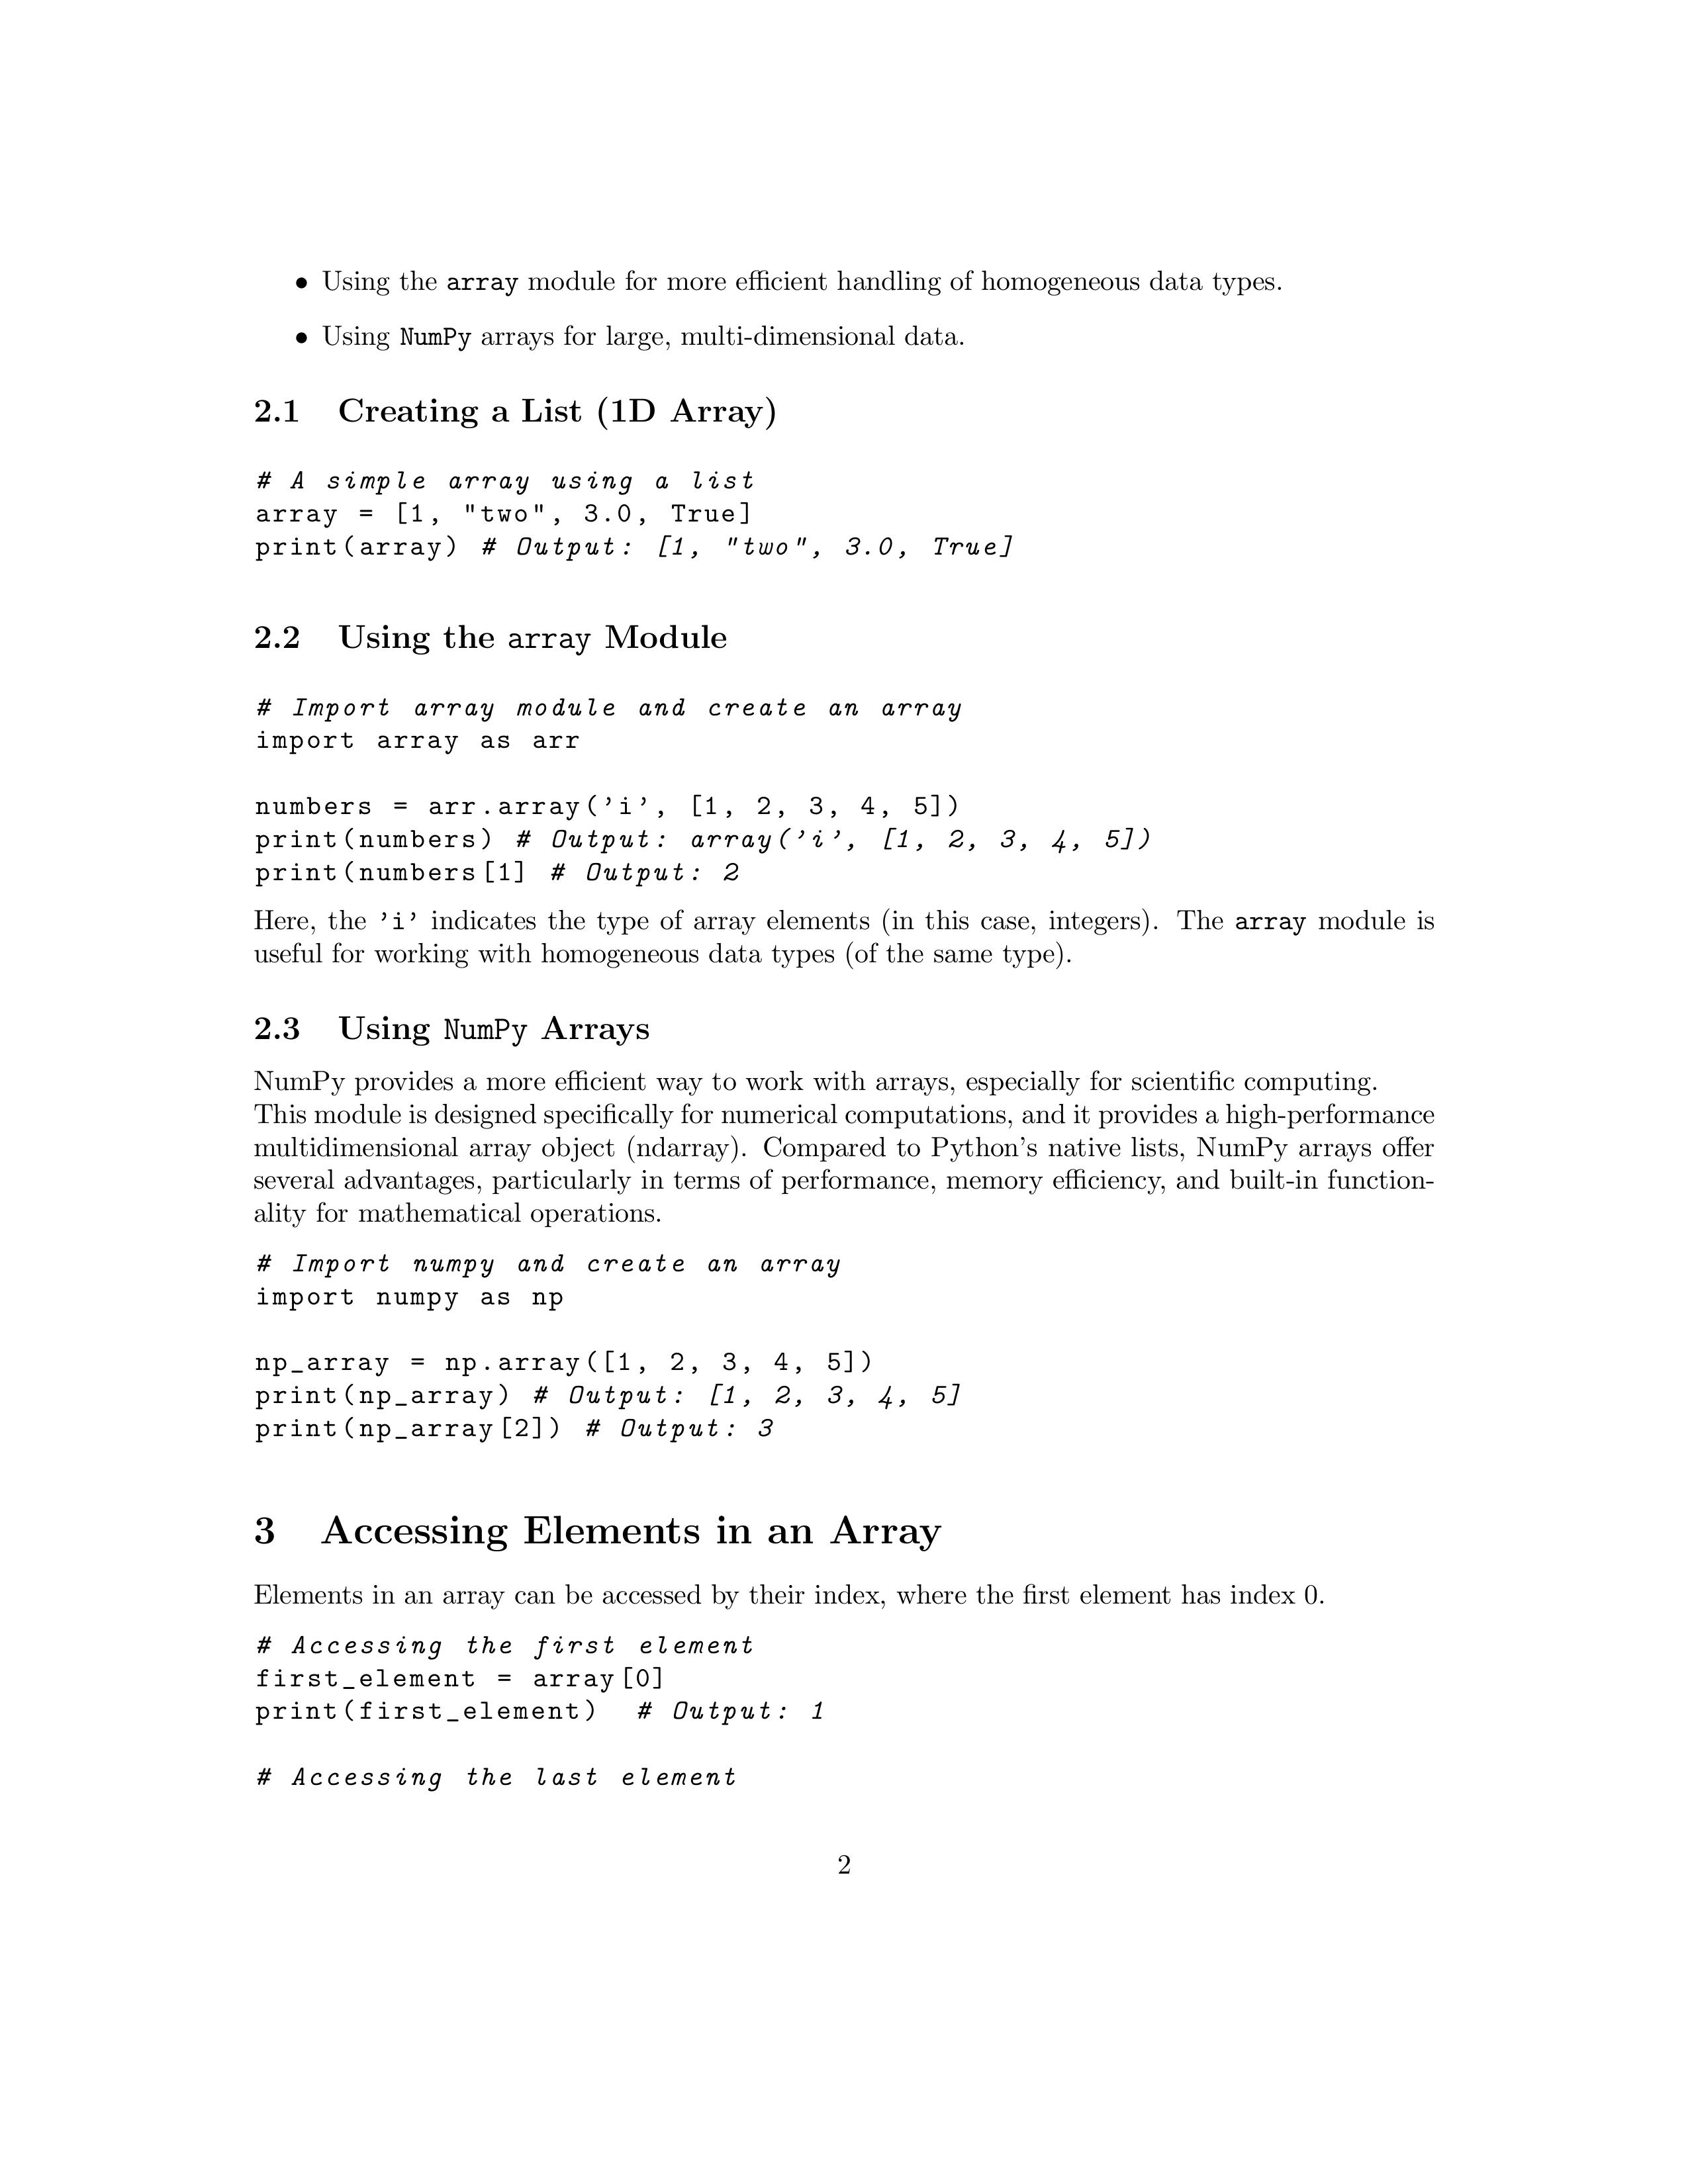 • Using the array module for more efficient handling of homogeneous data types.
• Using NumPy arrays for large, multi-dimensional data.
2.1 Creating a List (1D Array)
# A simple array using a list
array = [1, "two", 3.0, True]
print(array) # Output: [1, "two", 3.0, True]
2.2 Using the array Module
# Import array module and create an array
import array as arr
numbers = arr.array(’i’, [1, 2, 3, 4, 5])
print(numbers) # Output: array(’i’, [1, 2, 3, 4, 5])
print(numbers[1] # Output: 2
Here, the ’i’ indicates the type of array elements (in this case, integers). The array module is
useful for working with homogeneous data types (of the same type).
2.3 Using NumPy Arrays
NumPy provides a more efficient way to work with arrays, especially for scientific computing.
This module is designed specifically for numerical computations, and it provides a high-performance
multidimensional array object (ndarray). Compared to Python’s native lists, NumPy arrays offer
several advantages, particularly in terms of performance, memory efficiency, and built-in function-
ality for mathematical operations.
# Import numpy and create an array
import numpy as np
np_array = np.array([1, 2, 3, 4, 5])
print(np_array) # Output: [1, 2, 3, 4, 5]
print(np_array[2]) # Output: 3
3 Accessing Elements in an Array
Elements in an array can be accessed by their index, where the first element has index 0.
# Accessing the first element
first_element = array[0]
print(first_element)  # Output: 1
# Accessing the last element
2